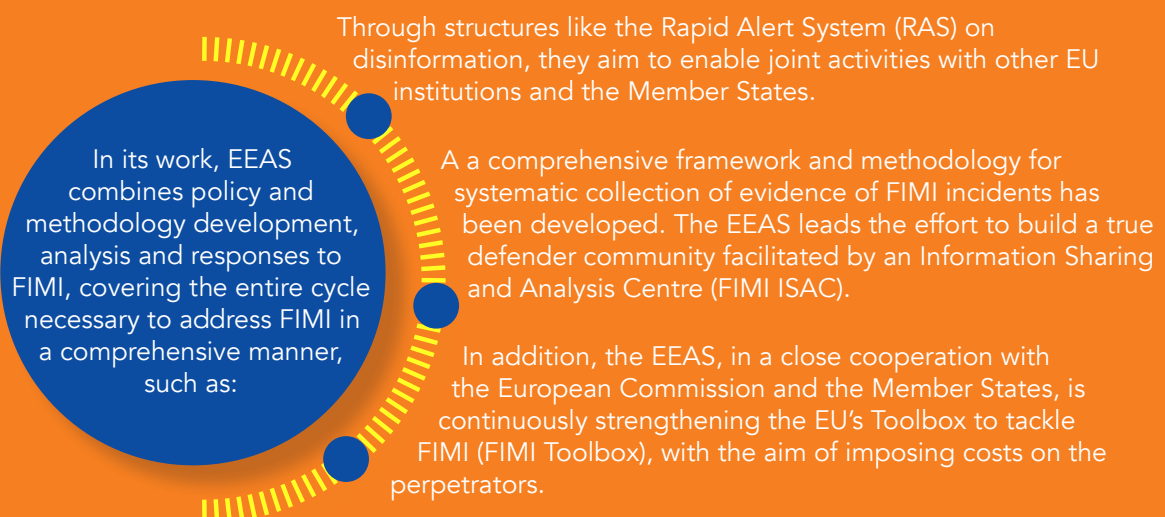 In its work, EEAS
combines policy and
methodology development,
analysis and responses to
FIMI, covering the entire cycle
necessary to address FIMI in
a comprehensive manner,
such as:
Through structures like the Rapid Alert System (RAS) on
disinformation, they aim to enable joint activities with other EU
institutions and the Member States.
A a comprehensive framework and methodology for
systematic collection of evidence of FIMI incidents has
been developed. The EEAS leads the effort to build a true
defender community facilitated by an Information Sharing
and Analysis Centre (FIMI ISAC).
In addition, the EEAS, in a close cooperation with
the European Commission and the Member States, is
continuously strengthening the EU’s Toolbox to tackle
FIMI (FIMI Toolbox), with the aim of imposing costs on the
perpetrators.